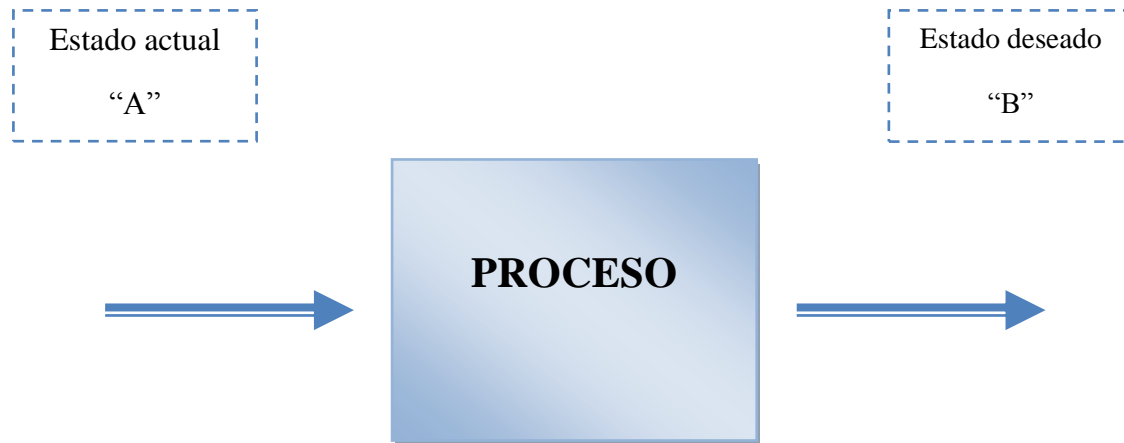 Estado actual
“A”
Estado deseado
“B”
PROCESO